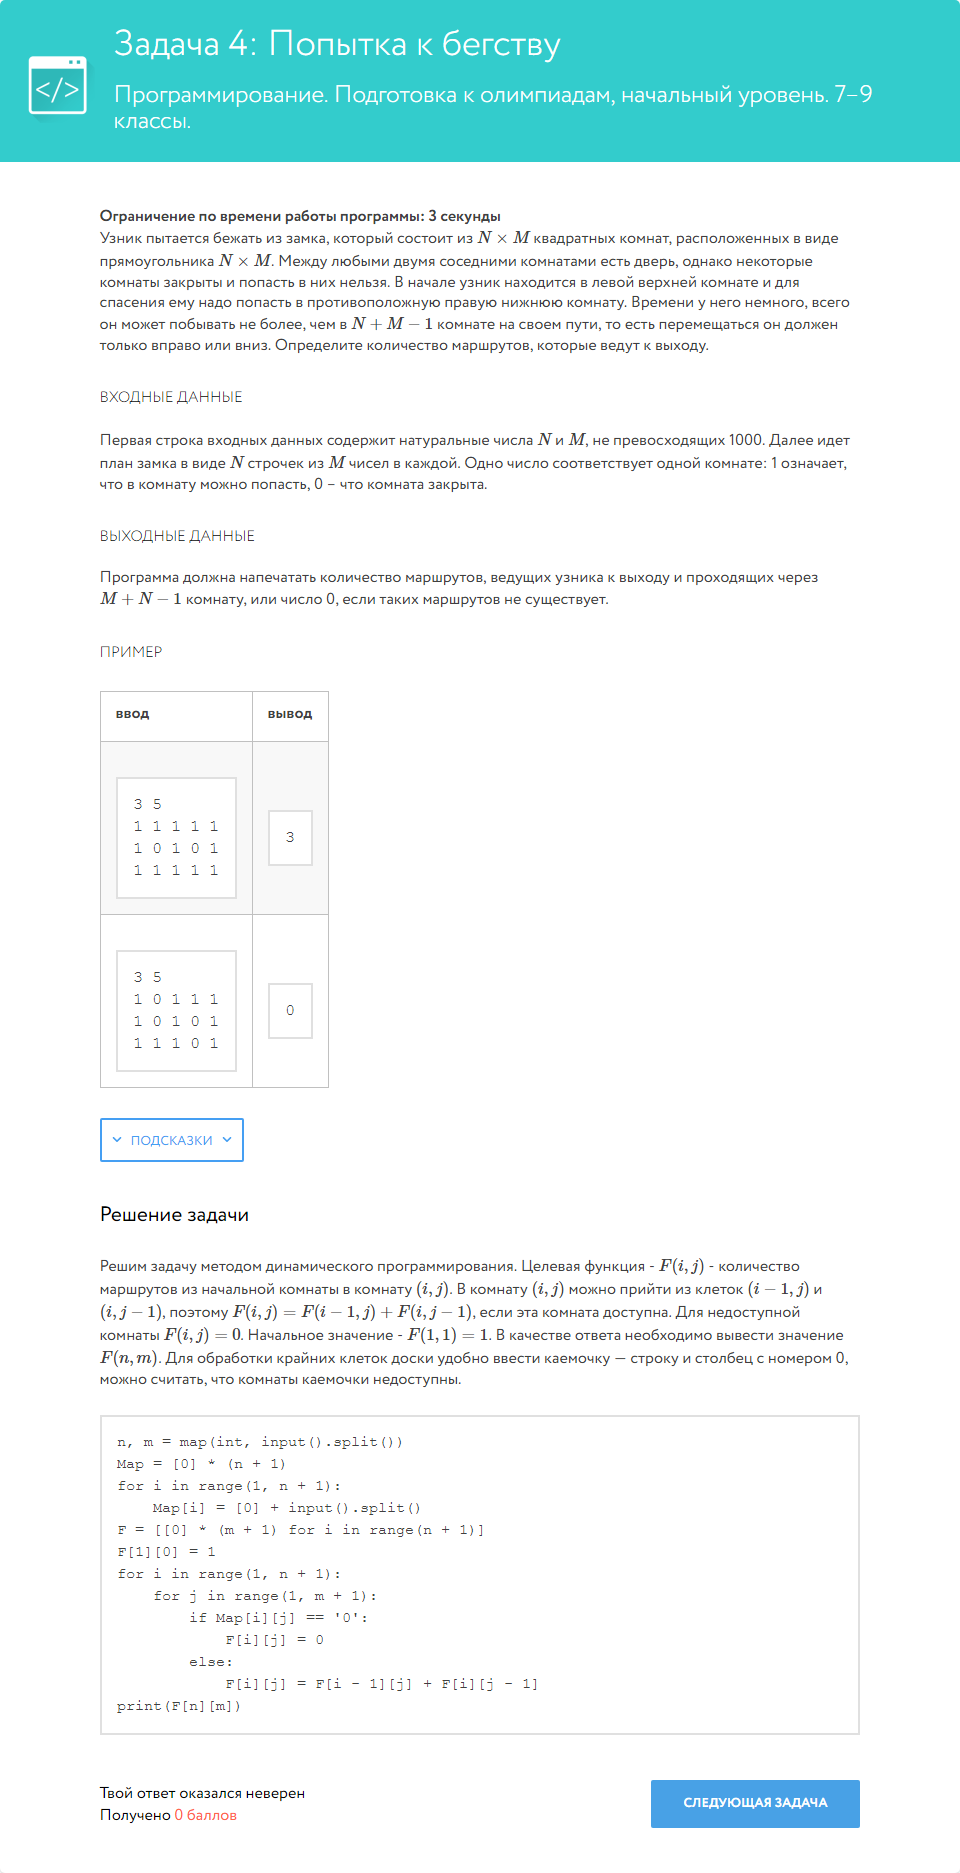 Задача 4: Попытка к бегству
</>
Программирование. Подготовка к олимпиадам, начальный уровень. 7–9
классы.
Ограничение по времени работы программы: 3 секунды
Узник пытается бежать из замка, который состоит из N × M квадратных комнат, расположенных в виде
прямоугольника N × M. Между любыми двумя соседними комнатами есть дверь, однако некоторые
комнаты закрыты и попасть в них нельзя. В начале узник находится в левой верхней комнате и для
спасения ему надо попасть в противоположную правую нижнюю комнату. Времени у него немного, всего
он может побывать не более, чем в N + M − 1 комнате на своем пути, то есть перемещаться он должен
только вправо или вниз. Определите количество маршрутов, которые ведут к выходу.
ВХОДНЫЕ ДАННЫЕ
Первая строка входных данных содержит натуральные числа N и M, не превосходящих 1000. Далее идет
план замка в виде N строчек из M чисел в каждой. Одно число соответствует одной комнате: 1 означает,
что в комнату можно попасть, 0 – что комната закрыта.
ВЫХОДНЫЕ ДАННЫЕ
Программа должна напечатать количество маршрутов, ведущих узника к выходу и проходящих через
M + N − 1 комнату, или число 0, если таких маршрутов не существует.
ПРИМЕР
ВВОД ВЫВОД
3 5
1 1 1 1 1
1 0 1 0 1
1 1 1 1 1
3
3 5
1 0 1 1 1
1 0 1 0 1
1 1 1 0 1
0
ПОДСКАЗКИ
Решение задачи
Решим задачу методом динамического программирования. Целевая функция - F(i, j) - количество
маршрутов из начальной комнаты в комнату (i, j). В комнату (i, j) можно прийти из клеток (i − 1, j) и
(i, j − 1), поэтому F(i, j) = F(i − 1, j) + F(i, j − 1), если эта комната доступна. Для недоступной
комнаты F(i, j) = 0. Начальное значение - F(1, 1) = 1. В качестве ответа необходимо вывести значение
F(n, m). Для обработки крайних клеток доски удобно ввести каемочку — строку и столбец с номером 0,
можно считать, что комнаты каемочки недоступны.
n, m = map(int, input().split())
Map = [0] * (n + 1)
for i in range(1, n + 1):
    Map[i] = [0] + input().split()
F = [[0] * (m + 1) for i in range(n + 1)]
F[1][0] = 1
for i in range(1, n + 1):
    for j in range(1, m + 1):
        if Map[i][j] == '0':
            F[i][j] = 0
        else:
            F[i][j] = F[i - 1][j] + F[i][j - 1]
print(F[n][m])
Твой ответ оказался неверен
Получено 0 баллов
СЛЕДУЮЩАЯ ЗАДАЧА